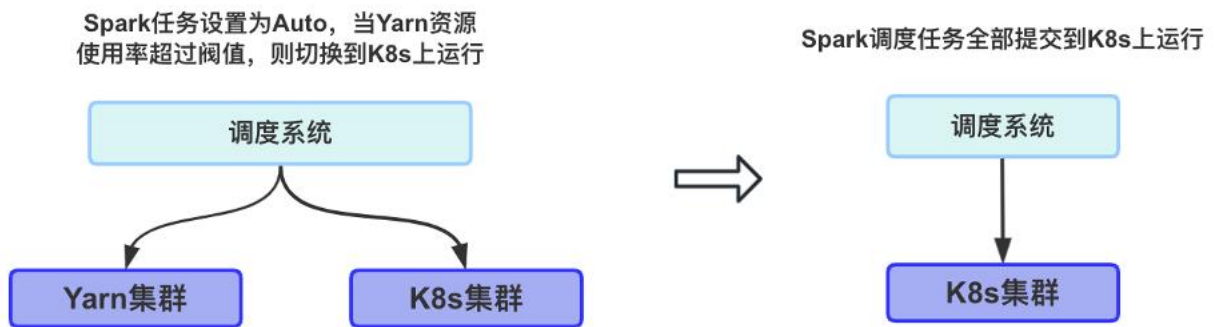 Spark任务设置为Auto，当Yarn资源
使用率超过阀值，则切换到K8s上运行
调度系统
Yarn集群
K8s集群
Spark调度任务全部提交到K8s上运行
调度系统
K8s集群